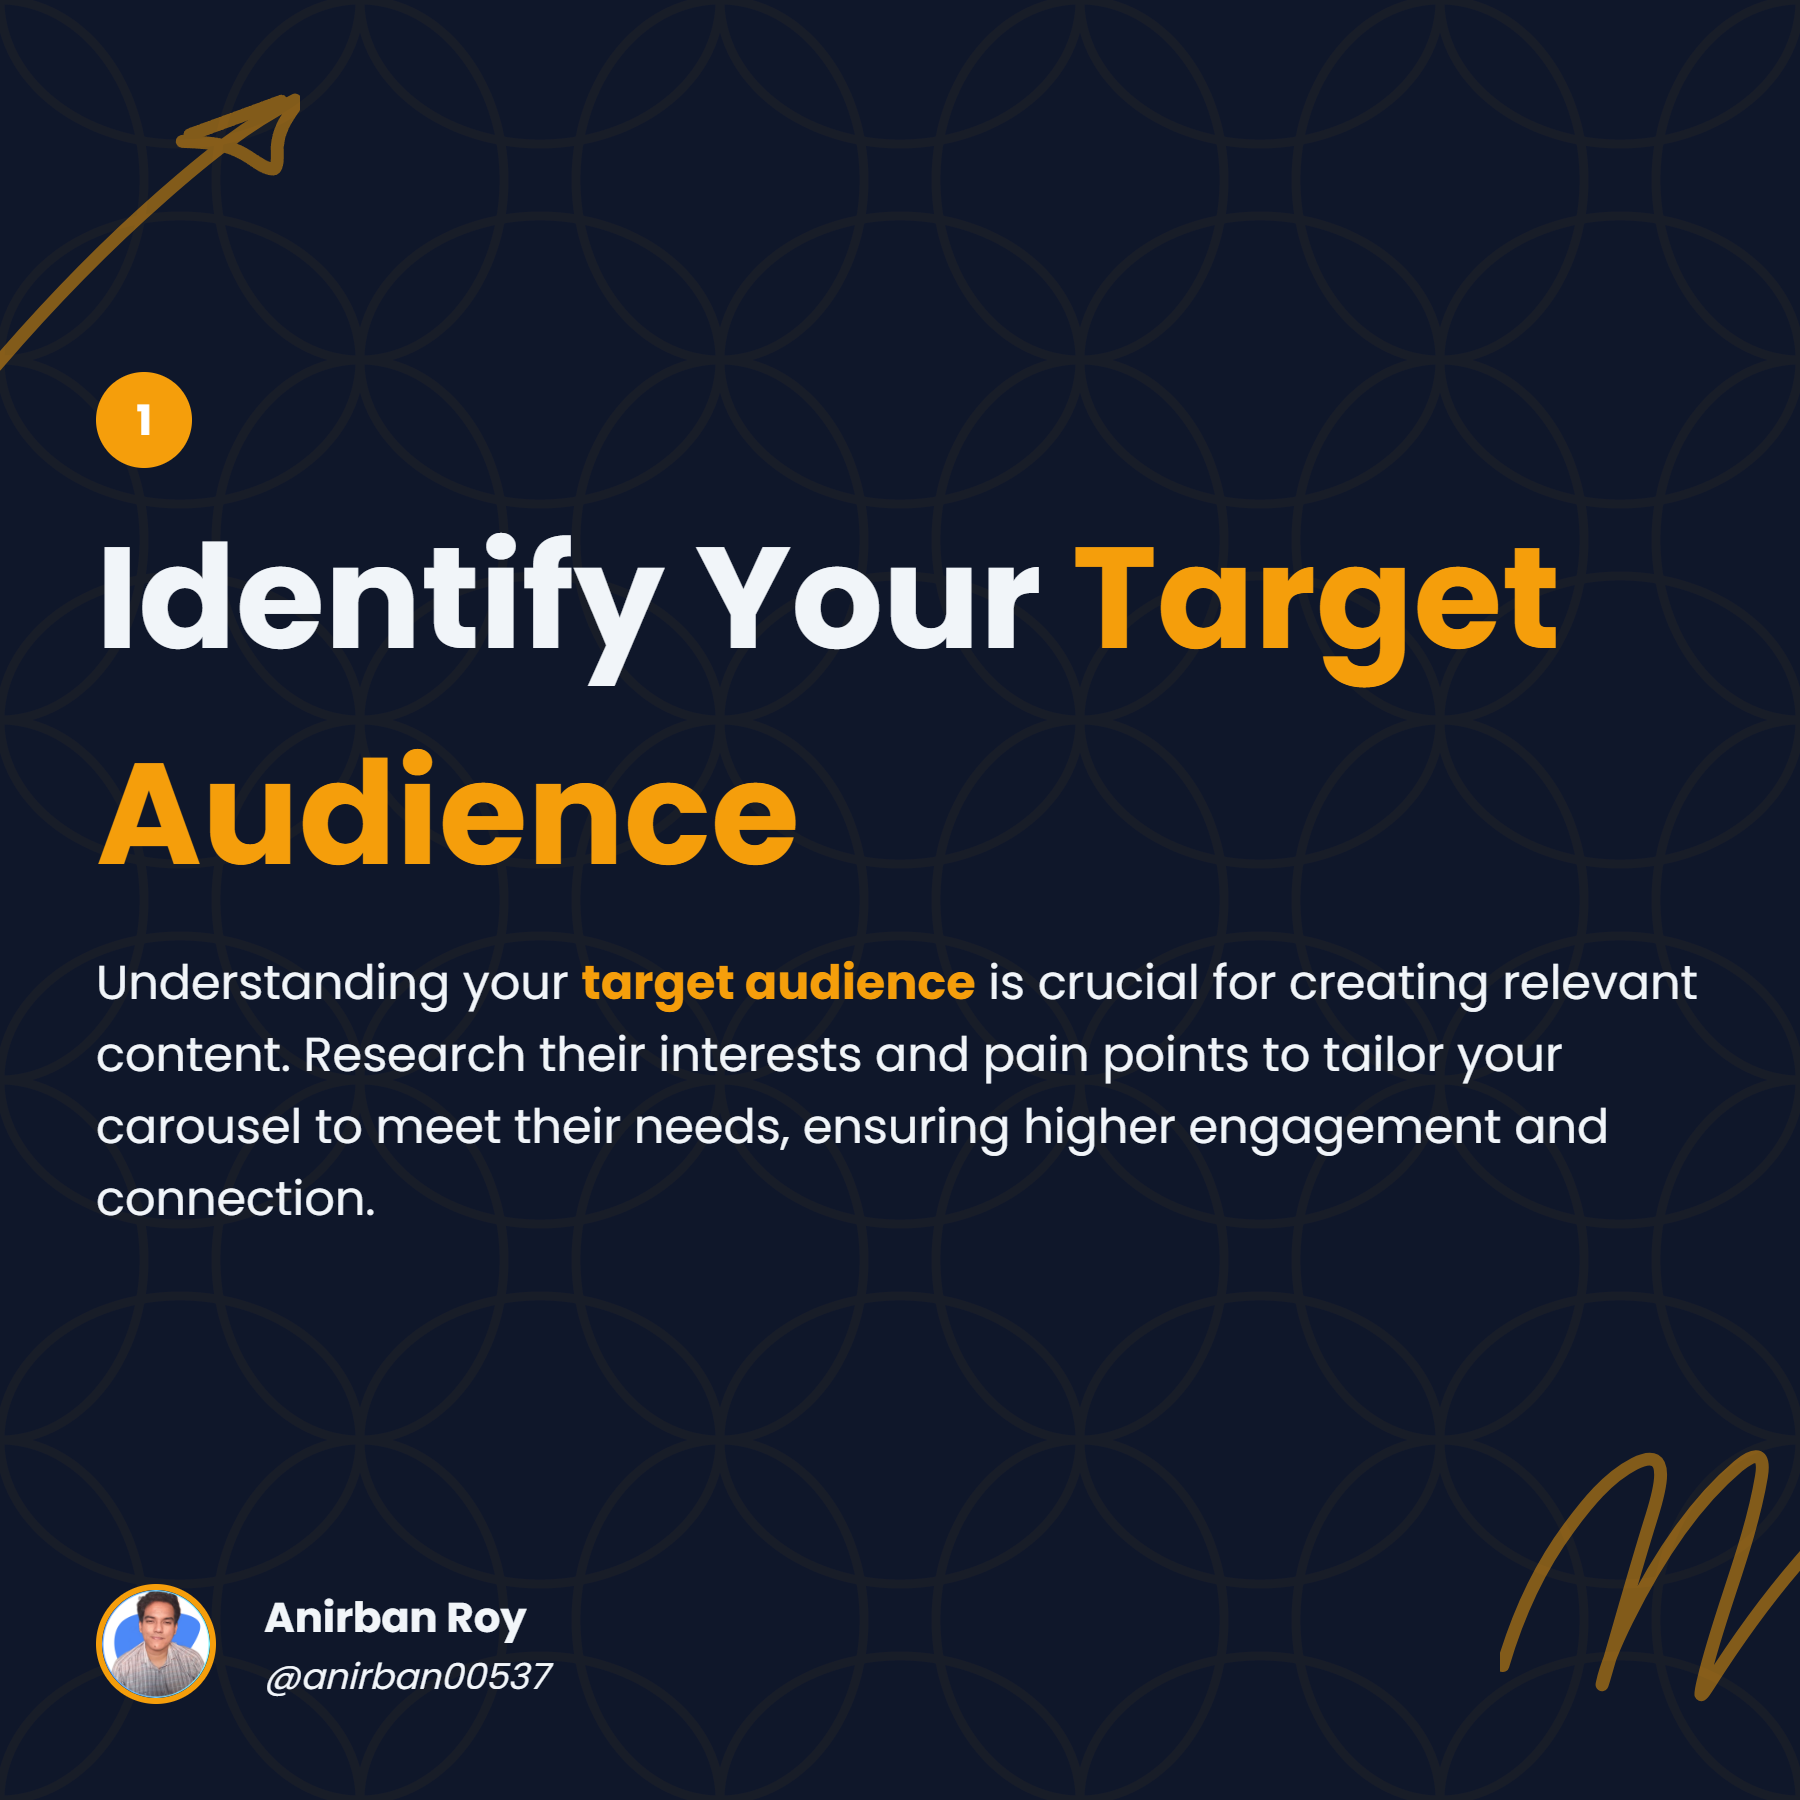 1
Identify Your Target
Audience
Understanding your target audience is crucial for creating relevant
content. Research their interests and pain points to tailor your
carousel to meet their needs, ensuring higher engagement and
connection.
Anirban Roy
@anirban00537